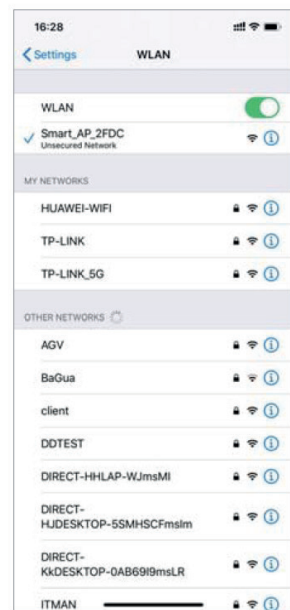 16:28
Settings WLAN
WLAN
Smart_AP_2FDC
Unsecured Network
MY NETWORKS
HUAWEI-WIFI
TP-LINK
TP-LINK_5G
OTHER NETWORKS
AGV
BaGua
client
DDTEST
DIRECT-HHLAP-WJmsMI
DIRECT-
HJDESKTOP-5SMHSCFmsIm
DIRECT-
KkDESKTOP-0AB69I9msLR
ITMAN